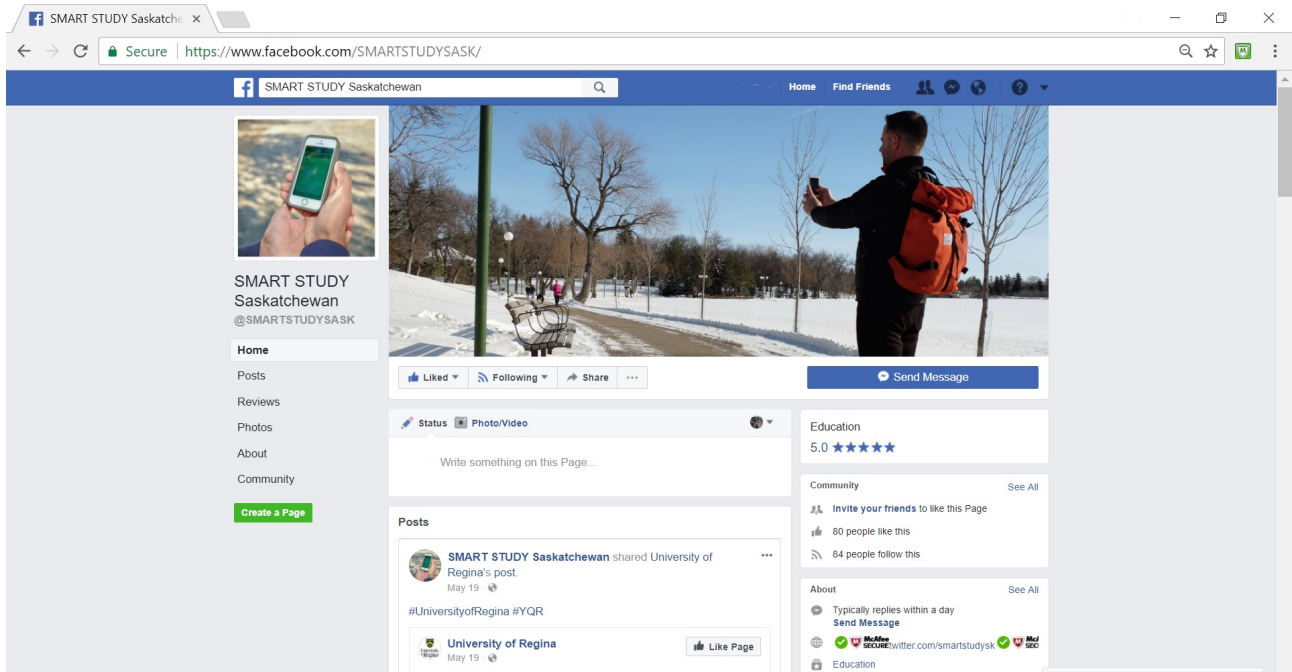 SMART STUDY Saskatche
Secure https://www.facebook.com/SMARTSTUDYSASK/
SMART STUDY Saskatchewan
Home Find Friends
SMART STUDY
Saskatchewan
@SMARTSTUDYSASK
Home
Posts
Reviews
Photos
About
Community
Create a Page
Liked Following Share
Send Message
Status Photo/Video
Write something on this Page...
Posts
SMART STUDY Saskatchewan shared University of
Regina's post.
May 19
#UniversityofRegina #YQR
University of Regina
May 19
Like Page
Education
5.0
Community See All
Invite your friends to like this Page
80 people like this
84 people follow this
About See All
Typically replies within a day
Send Message
McAfee
SECURE twitter.com/smartstudysk
Education